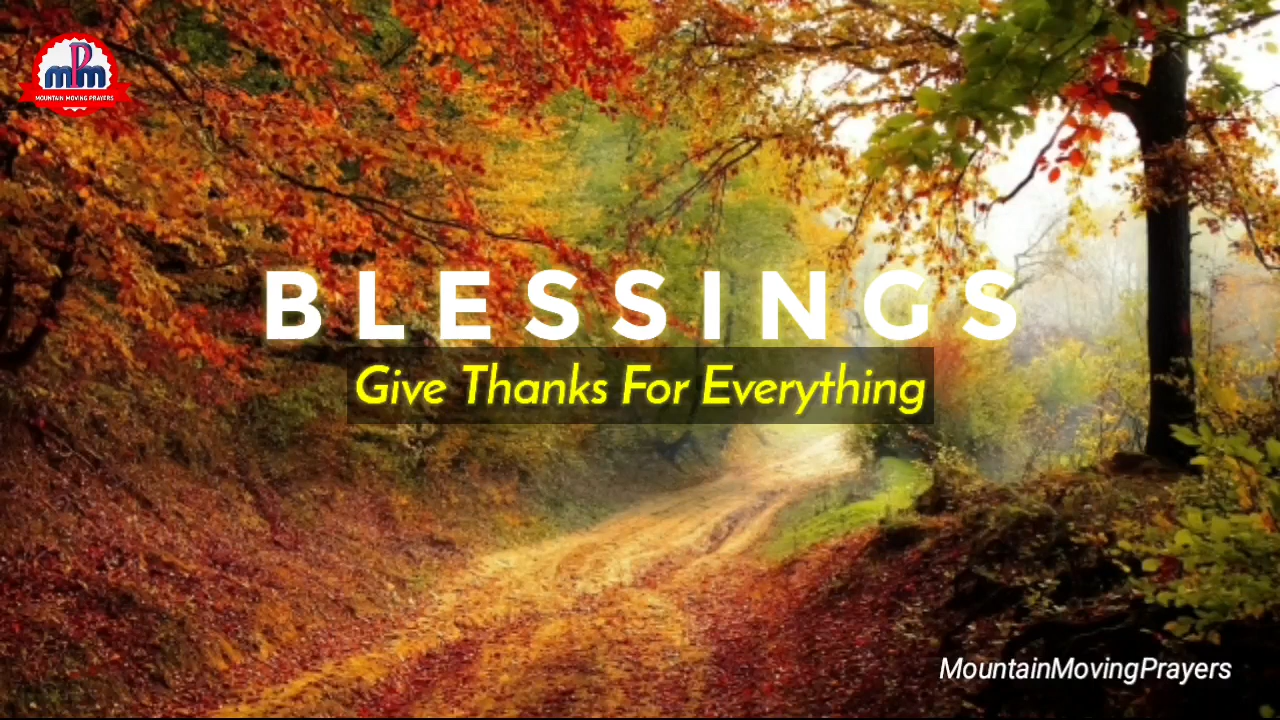 mPm
MOUNTAIN MOVING PRAYERS
BLESSINGS
Give Thanks For Everything
MountainMovingPrayers